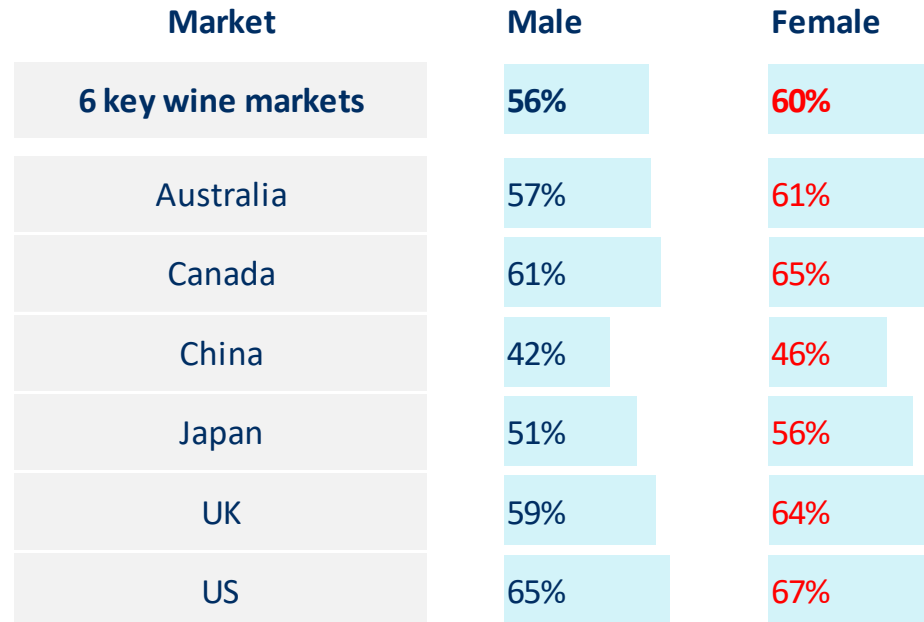 Market Male Female
6 key wine markets 56% 60%
Australia 57% 61%
Canada 61% 65%
China 42% 46%
Japan 51% 56%
UK 59% 64%
US 65% 67%